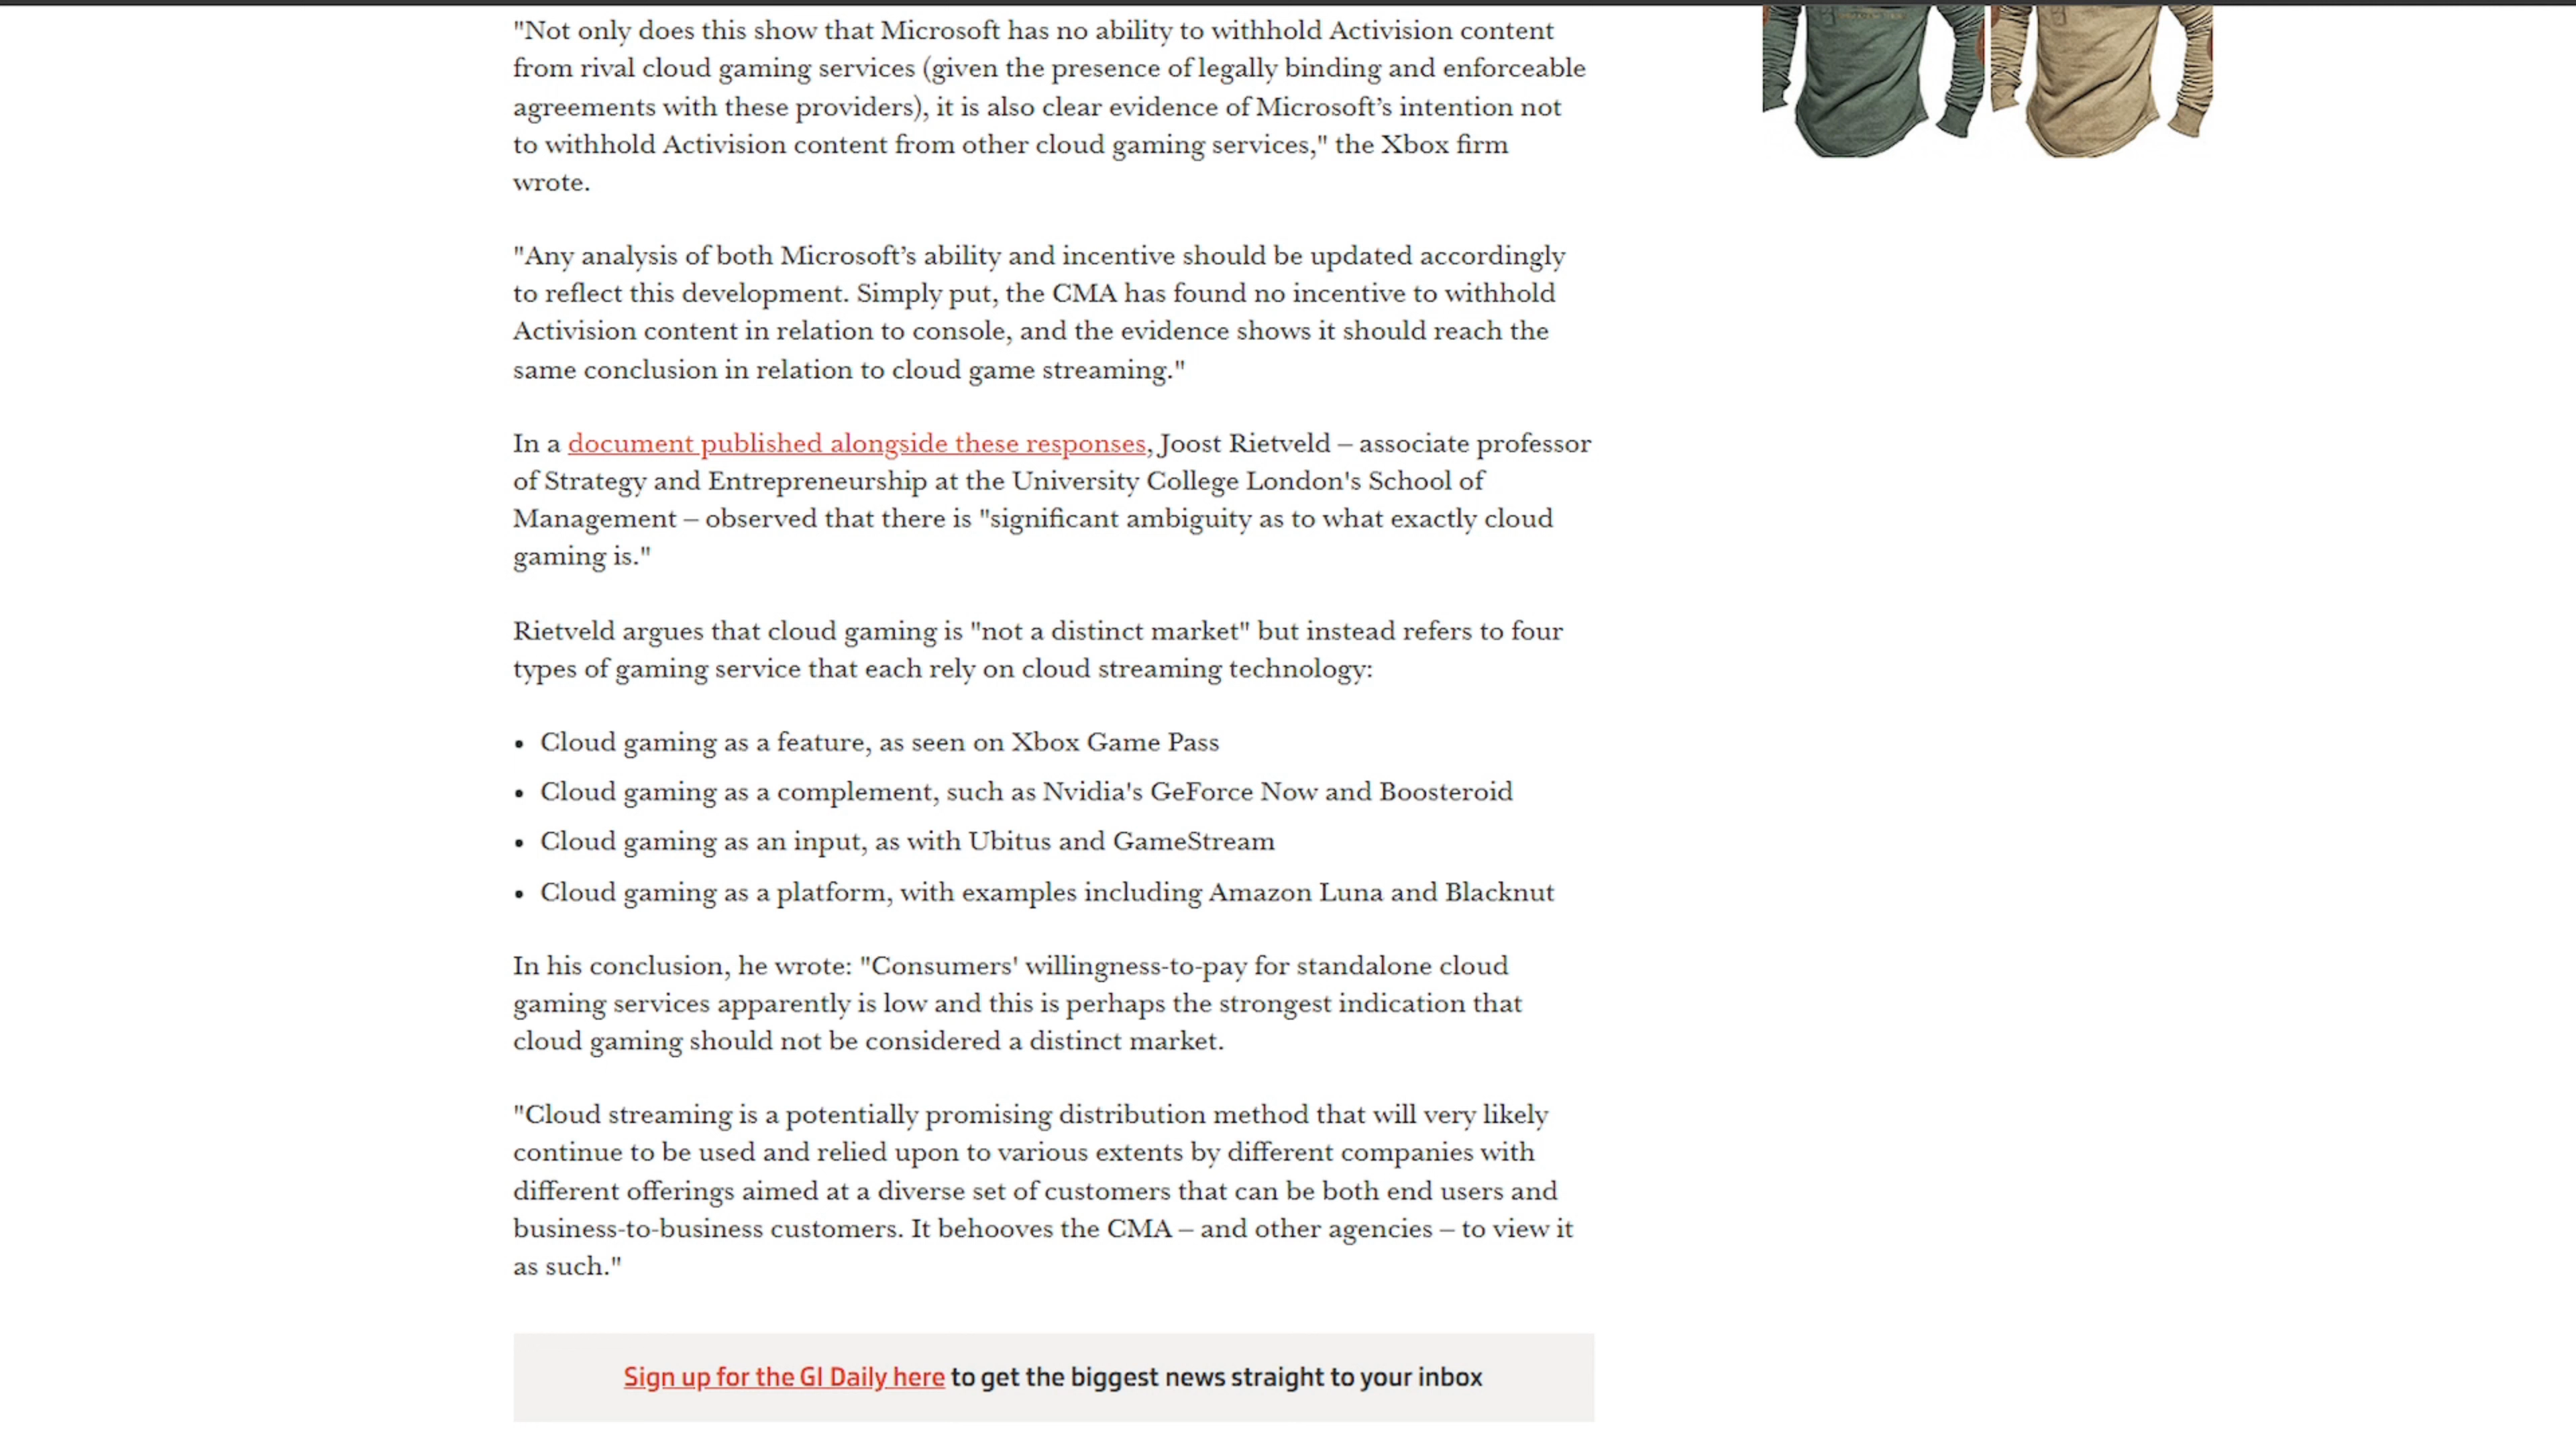 "Not only does this show that Microsoft has no ability to withhold Activision content
from rival cloud gaming services (given the presence of legally binding and enforceable
agreements with these providers), it is also clear evidence of Microsoft’s intention not
to withhold Activision content from other cloud gaming services," the Xbox firm
wrote.
"Any analysis of both Microsoft’s ability and incentive should be updated accordingly
to reflect this development. Simply put, the CMA has found no incentive to withhold
Activision content in relation to console, and the evidence shows it should reach the
same conclusion in relation to cloud game streaming."
In a document published alongside these responses, Joost Rietveld – associate professor
of Strategy and Entrepreneurship at the University College London's School of
Management – observed that there is "significant ambiguity as to what exactly cloud
gaming is."
Rietveld argues that cloud gaming is "not a distinct market" but instead refers to four
types of gaming service that each rely on cloud streaming technology:
• Cloud gaming as a feature, as seen on Xbox Game Pass
• Cloud gaming as a complement, such as Nvidia's GeForce Now and Boosteroid
• Cloud gaming as an input, as with Ubitus and GameStream
• Cloud gaming as a platform, with examples including Amazon Luna and Blacknut
In his conclusion, he wrote: "Consumers' willingness-to-pay for standalone cloud
gaming services apparently is low and this is perhaps the strongest indication that
cloud gaming should not be considered a distinct market.
"Cloud streaming is a potentially promising distribution method that will very likely
continue to be used and relied upon to various extents by different companies with
different offerings aimed at a diverse set of customers that can be both end users and
business-to-business customers. It behooves the CMA – and other agencies – to view it
as such."
Sign up for the GI Daily here to get the biggest news straight to your inbox